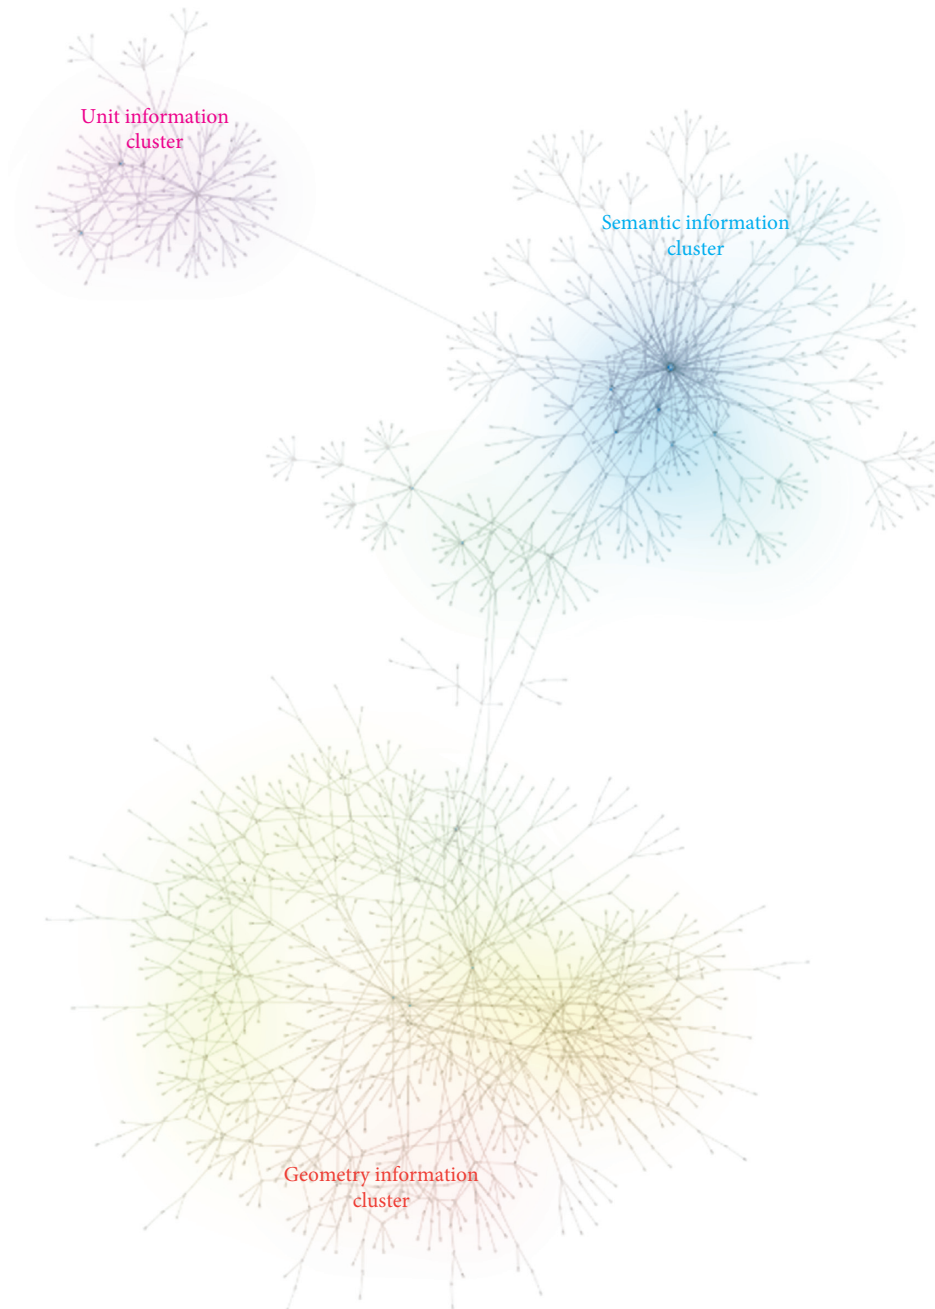 Unit information
cluster
Semantic information
cluster
Geometry information
cluster